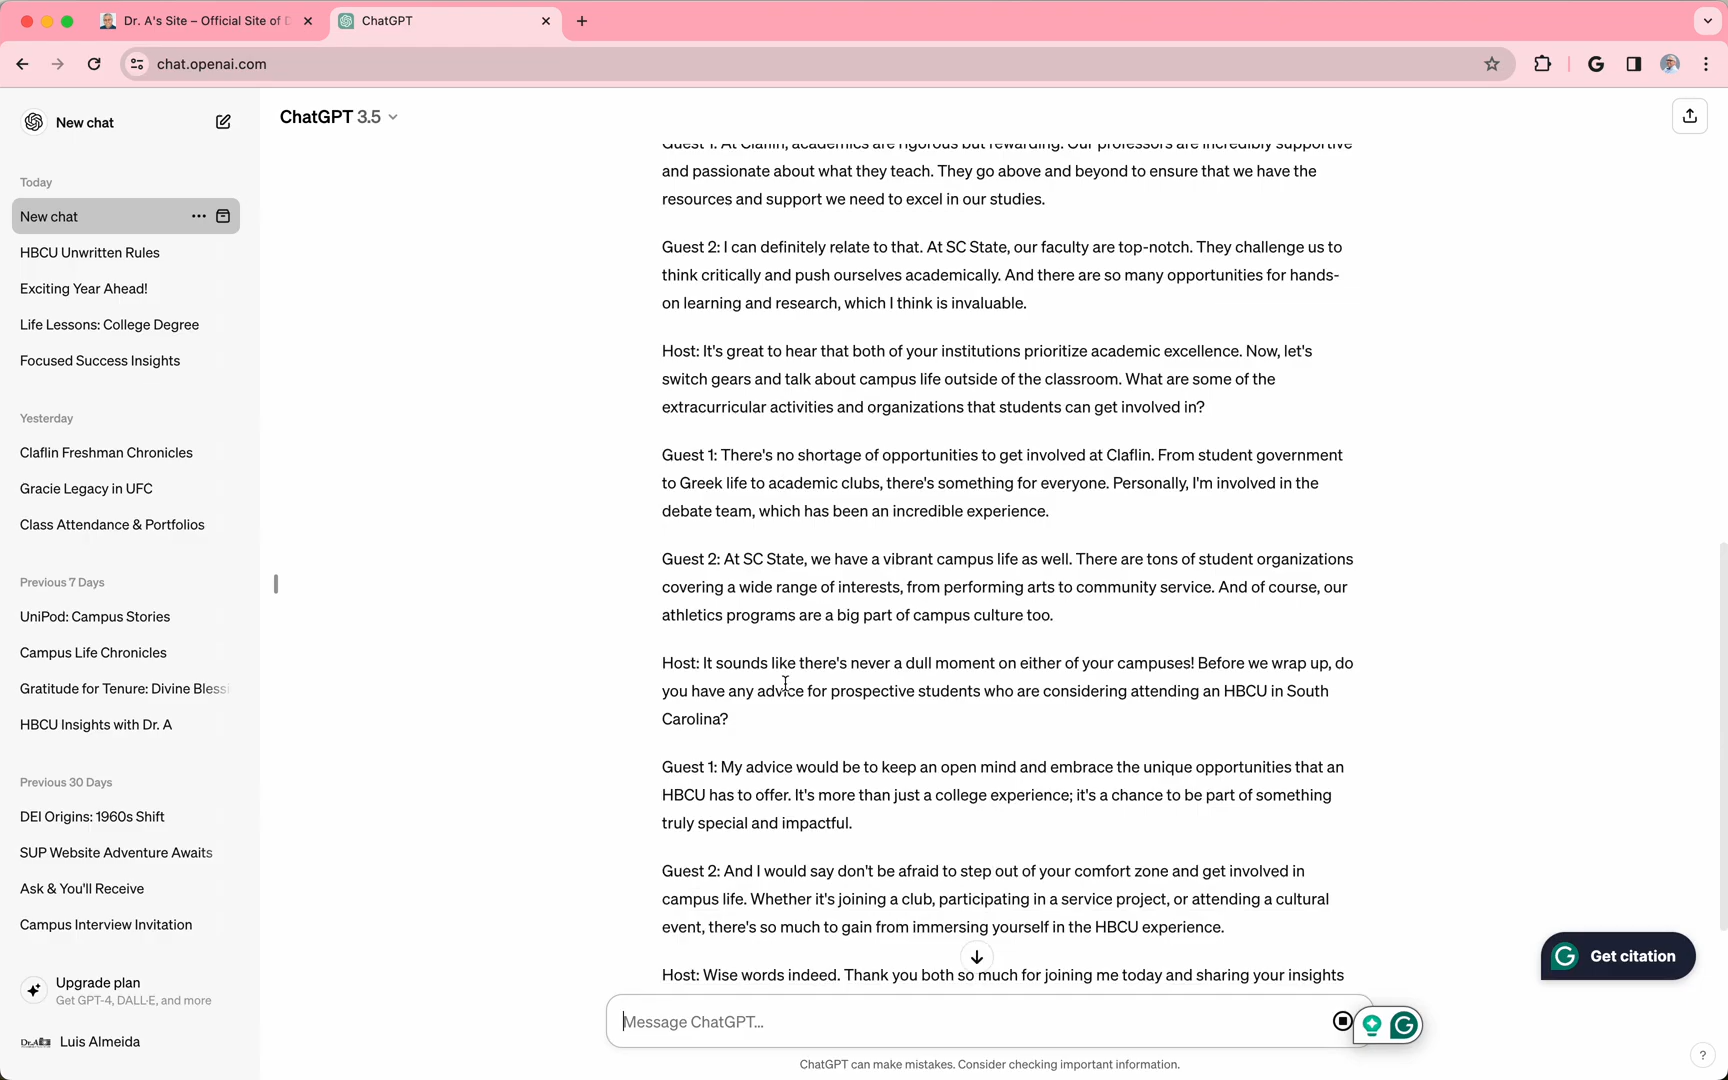 Dr. A's Site – Official Site of D
ChatGPT
chat.openai.com
New chat
ChatGPT 3.5
Today
New chat
HBCU Unwritten Rules
Exciting Year Ahead!
Life Lessons: College Degree
Focused Success Insights
Yesterday
Claflin Freshman Chronicles
Gracie Legacy in UFC
Class Attendance & Portfolios
Previous 7 Days
UniPod: Campus Stories
Campus Life Chronicles
Gratitude for Tenure: Divine Blessi
HBCU Insights with Dr. A
Previous 30 Days
DEI Origins: 1960s Shift
SUP Website Adventure Awaits
Ask & You'll Receive
Campus Interview Invitation
Upgrade plan
Get GPT-4, DALL·E, and more
Luis Almeida
Guest 1: At Claflin, academics are rigorous but rewarding. Our professors are incredibly supportive
and passionate about what they teach. They go above and beyond to ensure that we have the
resources and support we need to excel in our studies.
Guest 2: I can definitely relate to that. At SC State, our faculty are top-notch. They challenge us to
think critically and push ourselves academically. And there are so many opportunities for hands-
on learning and research, which I think is invaluable.
Host: It's great to hear that both of your institutions prioritize academic excellence. Now, let's
switch gears and talk about campus life outside of the classroom. What are some of the
extracurricular activities and organizations that students can get involved in?
Guest 1: There's no shortage of opportunities to get involved at Claflin. From student government
to Greek life to academic clubs, there's something for everyone. Personally, I'm involved in the
debate team, which has been an incredible experience.
Guest 2: At SC State, we have a vibrant campus life as well. There are tons of student organizations
covering a wide range of interests, from performing arts to community service. And of course, our
athletics programs are a big part of campus culture too.
Host: It sounds like there's never a dull moment on either of your campuses! Before we wrap up, do
you have any advice for prospective students who are considering attending an HBCU in South
Carolina?
Guest 1: My advice would be to keep an open mind and embrace the unique opportunities that an
HBCU has to offer. It's more than just a college experience; it's a chance to be part of something
truly special and impactful.
Guest 2: And I would say don't be afraid to step out of your comfort zone and get involved in
campus life. Whether it's joining a club, participating in a service project, or attending a cultural
event, there's so much to gain from immersing yourself in the HBCU experience.
Host: Wise words indeed. Thank you both so much for joining me today and sharing your insights
Get citation
Message ChatGPT...
ChatGPT can make mistakes. Consider checking important information.
?